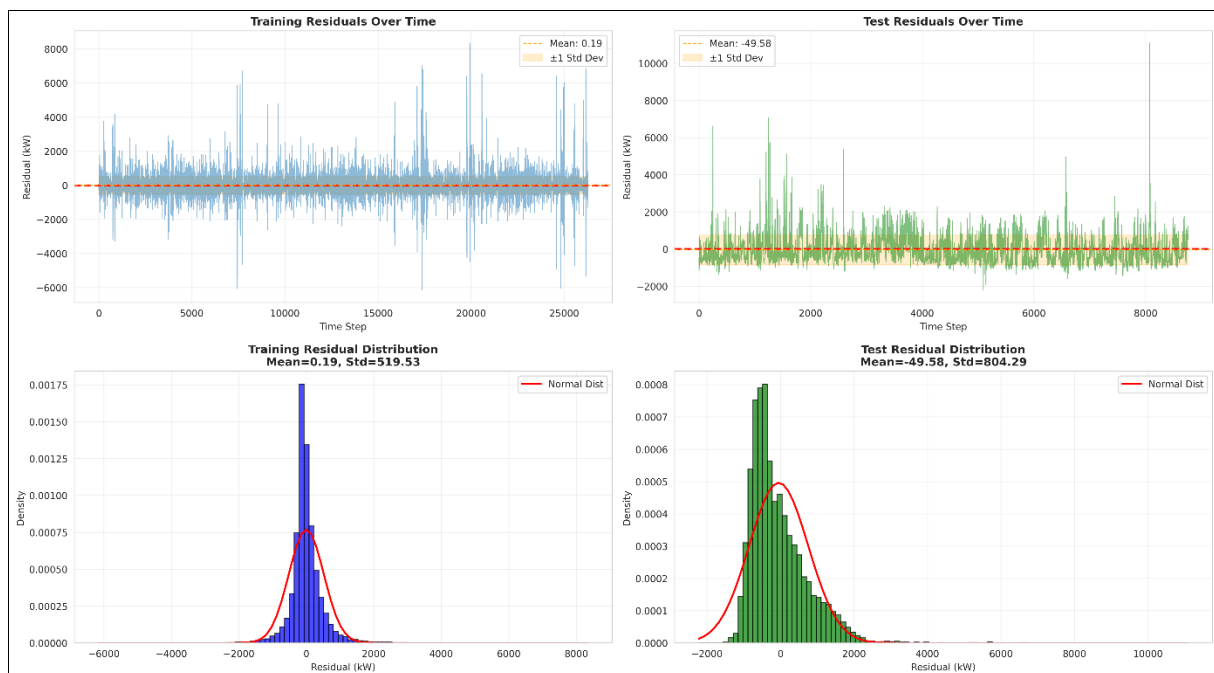 Training Residuals Over Time
Mean: 0.19
±1 Std Dev
8000
6000
4000
2000
0
−2000
−4000
−6000
Residual (kW)
0
5000
10000
15000
20000
25000
Time Step
Test Residuals Over Time
Mean: -49.58
±1 Std Dev
10000
8000
6000
4000
2000
0
−2000
Residual (kW)
0
2000
4000
6000
8000
Time Step
Training Residual Distribution
Mean=0.19, Std=519.53
Normal Dist
0.00175
0.00150
0.00125
0.00100
0.00075
0.00050
0.00025
0.00000
Density
−6000
−4000
−2000
0
2000
4000
6000
8000
Residual (kW)
Test Residual Distribution
Mean=-49.58, Std=804.29
Normal Dist
0.0008
0.0007
0.0006
0.0005
0.0004
0.0003
0.0002
0.0001
0.0000
Density
−2000
0
2000
4000
6000
8000
10000
Residual (kW)